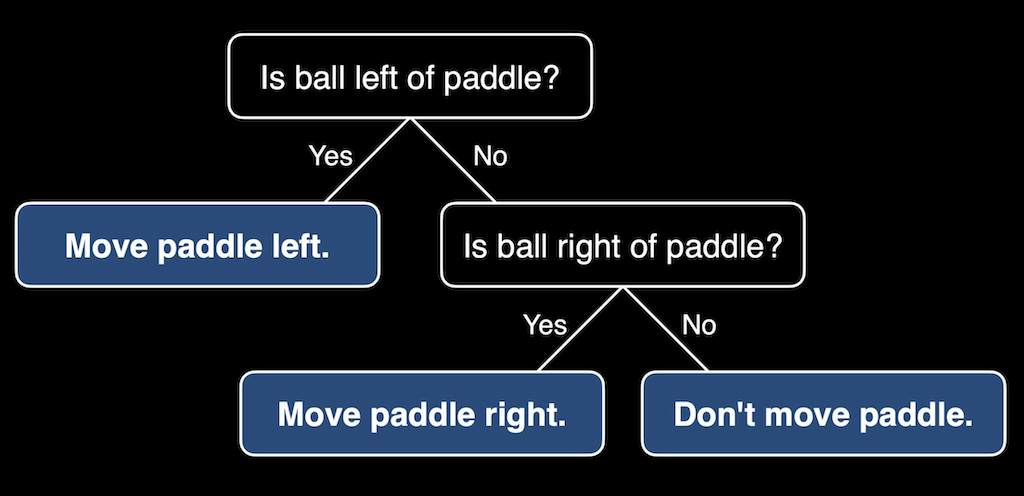 Is ball left of paddle?
Yes
No
Move paddle left.
Is ball right of paddle?
Yes
No
Move paddle right.
Don't move paddle.